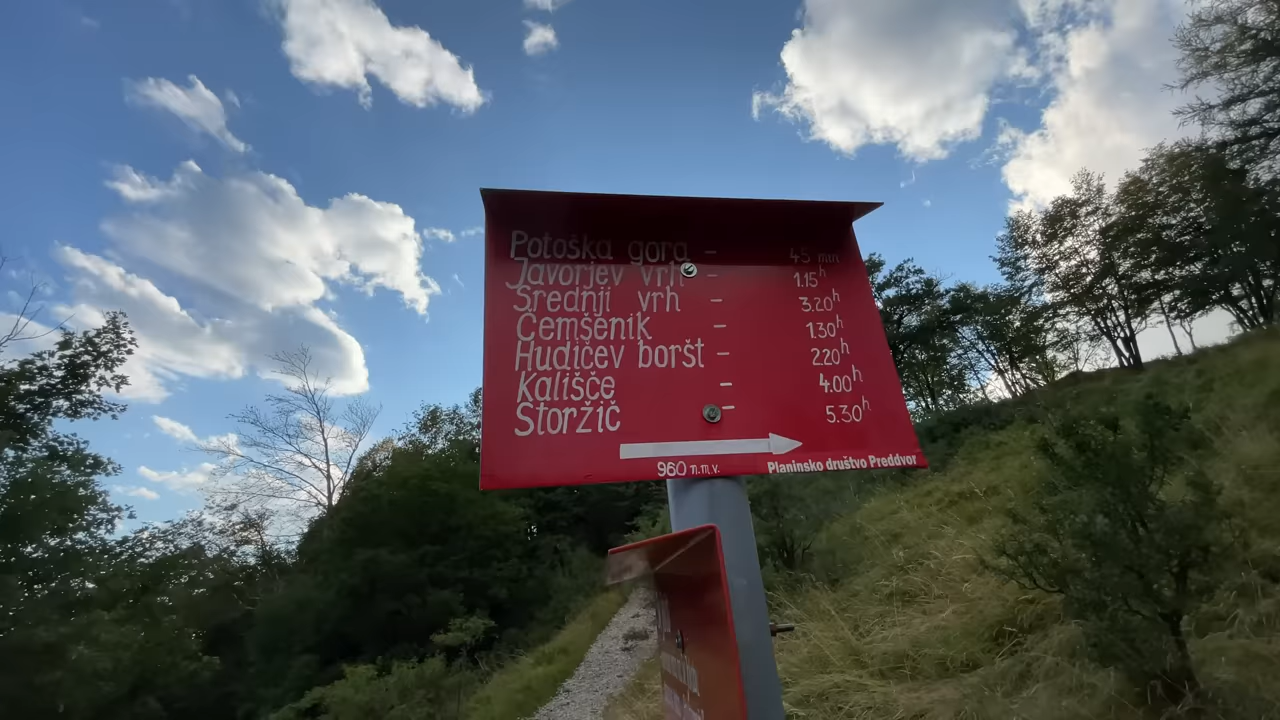 Potoška gora – 45 min
Javorjev vrh – 1.15h
Srednji vrh – 3.20h
Čemšenik – 1.30h
Hudičev boršt – 2.20h
Kališče – 4.00h
Storžič – 5.30h
960 n.m.v.
Planinsko društvo Preddvor